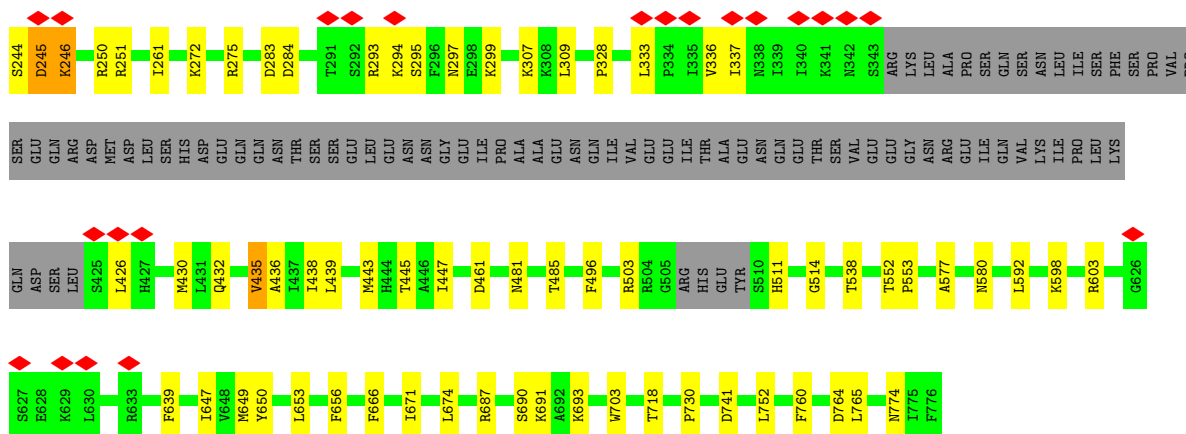 S244 D245 K246 R250 R251 I261 K272 R275 D283 D284 T291 S292 R293 K294 S295 F296 N297 E298 K299 K307 K308 L309 P328 L333 P334 I335 V336 I337 N338 I339 I340 K341 N342 S343 ARG LYS LEU ALA PRO SER GLN SER ASN LEU ILE SER PHE SER PRO VAL
SER GLU GLN ARG ASP MET ASP LEU SER HIS ASP GLU GLN GLN ASN THR SER SER GLU LEU GLU ASN ASN GLY GLU ILE PRO ALA ALA GLU ASN GLN ILE VAL GLU GLU ILE THR ALA GLU ASN GLN GLU THR SER VAL GLU GLU GLY ASN ARG GLU ILE GLN VAL LYS ILE PRO LEU LYS
GLN ASP SER LEU S425 L426 H427 M430 L431 Q432 V435 A436 I437 I438 L439 M443 H444 T445 A446 I447 D461 N481 T485 F496 R503 R504 G505 ARG HIS GLU TYR S510 H511 G514 T538 T552 P553 A577 N580 L592 K598 R603 G626
S627 E628 K629 L630 R633 F639 I647 V648 M649 Y650 L653 F656 F666 I671 L674 R687 S690 K691 A692 K693 W703 T718 P730 D741 L752 F760 D764 L765 N774 I775 F776